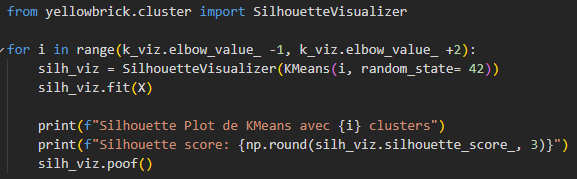 from yellowbrick.cluster import SilhouetteVisualizer
for i in range(k_viz.elbow_value_ -1, k_viz.elbow_value_ +2):
    silh_viz = SilhouetteVisualizer(KMeans(i, random_state= 42))
    silh_viz.fit(X)
    print(f"Silhouette Plot de KMeans avec {i} clusters")
    print(f"Silhouette score: {np.round(silh_viz.silhouette_score_, 3)}")
    silh_viz.poof()